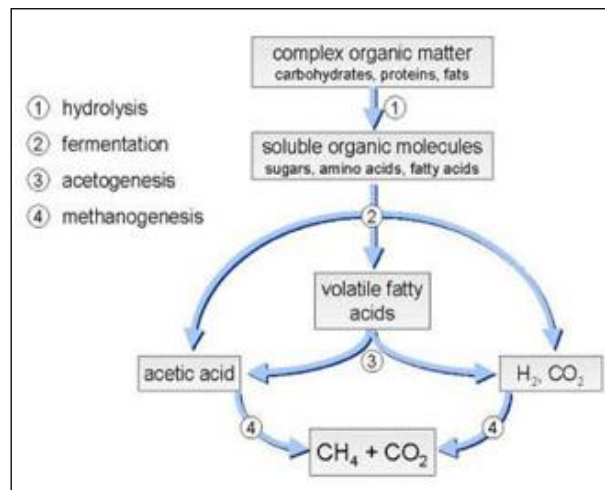 complex organic matter
carbohydrates, proteins, fats
1 hydrolysis
2 fermentation
3 acetogenesis
4 methanogenesis
1
soluble organic molecules
sugars, amino acids, fatty acids
2
volatile fatty
acids
3
acetic acid
H₂, CO₂
4
4
CH₄ + CO₂